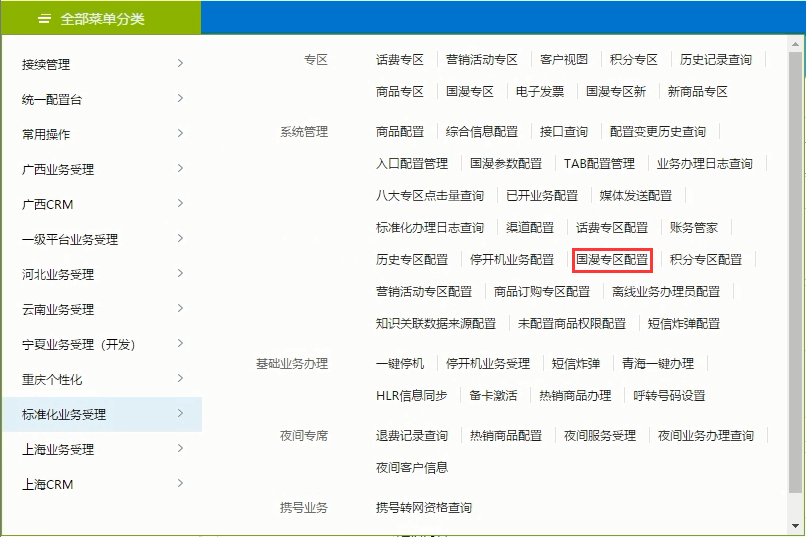 全部菜单分类
接续管理
统一配置台
常用操作
广西业务受理
广西CRM
一级平台业务受理
河北业务受理
云南业务受理
宁夏业务受理（开发）
重庆个性化
标准化业务受理
上海业务受理
上海CRM
专区 话费专区 营销活动专区 客户视图 积分专区 历史记录查询
商品专区 国漫专区 电子发票 国漫专区新 新商品专区
系统管理 商品配置 综合信息配置 接口查询 配置变更历史查询
入口配置管理 国漫参数配置 TAB配置管理 业务办理日志查询
八大专区点击量查询 已开业务配置 媒体发送配置
标准化办理日志查询 渠道配置 话费专区配置 账务管家
历史专区配置 停开机业务配置 国漫专区配置 积分专区配置
营销活动专区配置 商品订购专区配置 离线业务办理员配置
知识关联数据来源配置 未配置商品权限配置 短信炸弹配置
基础业务办理 一键停机 停开机业务受理 短信炸弹 青海一键办理
HLR信息同步 备卡激活 热销商品办理 呼转号码设置
夜间专席 退费记录查询 热销商品配置 夜间服务受理 夜间业务办理查询
夜间客户信息
携号业务 携号转网资格查询